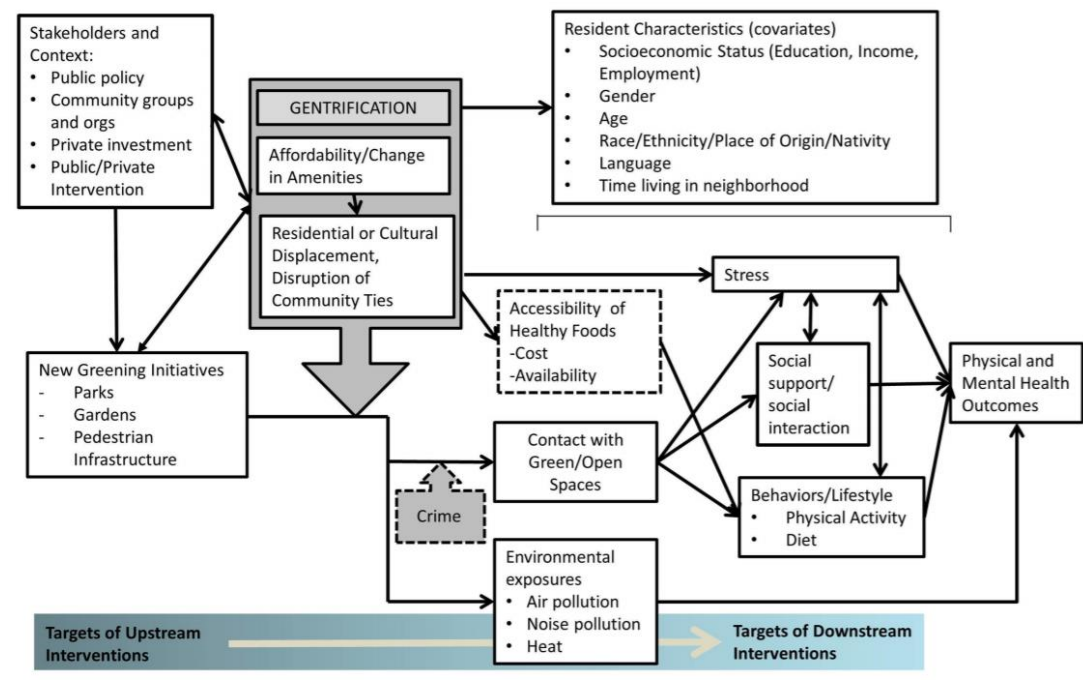 Stakeholders and
Context:
• Public policy
• Community groups
and orgs
• Private investment
• Public/Private
Intervention
GENTRIFICATION
Affordability/Change
in Amenities
Residential or Cultural
Displacement,
Disruption of
Community Ties
Resident Characteristics (covariates)
• Socioeconomic Status (Education, Income,
Employment)
• Gender
• Age
• Race/Ethnicity/Place of Origin/Nativity
• Language
• Time living in neighborhood
New Greening Initiatives
- Parks
- Gardens
- Pedestrian
Infrastructure
Accessibility of
Healthy Foods
-Cost
-Availability
Stress
Social
support/
social
interaction
Physical and
Mental Health
Outcomes
Contact with
Green/Open
Spaces
Crime
Behaviors/Lifestyle
• Physical Activity
• Diet
Environmental
exposures
• Air pollution
• Noise pollution
• Heat
Targets of Upstream
Interventions
Targets of Downstream
Interventions